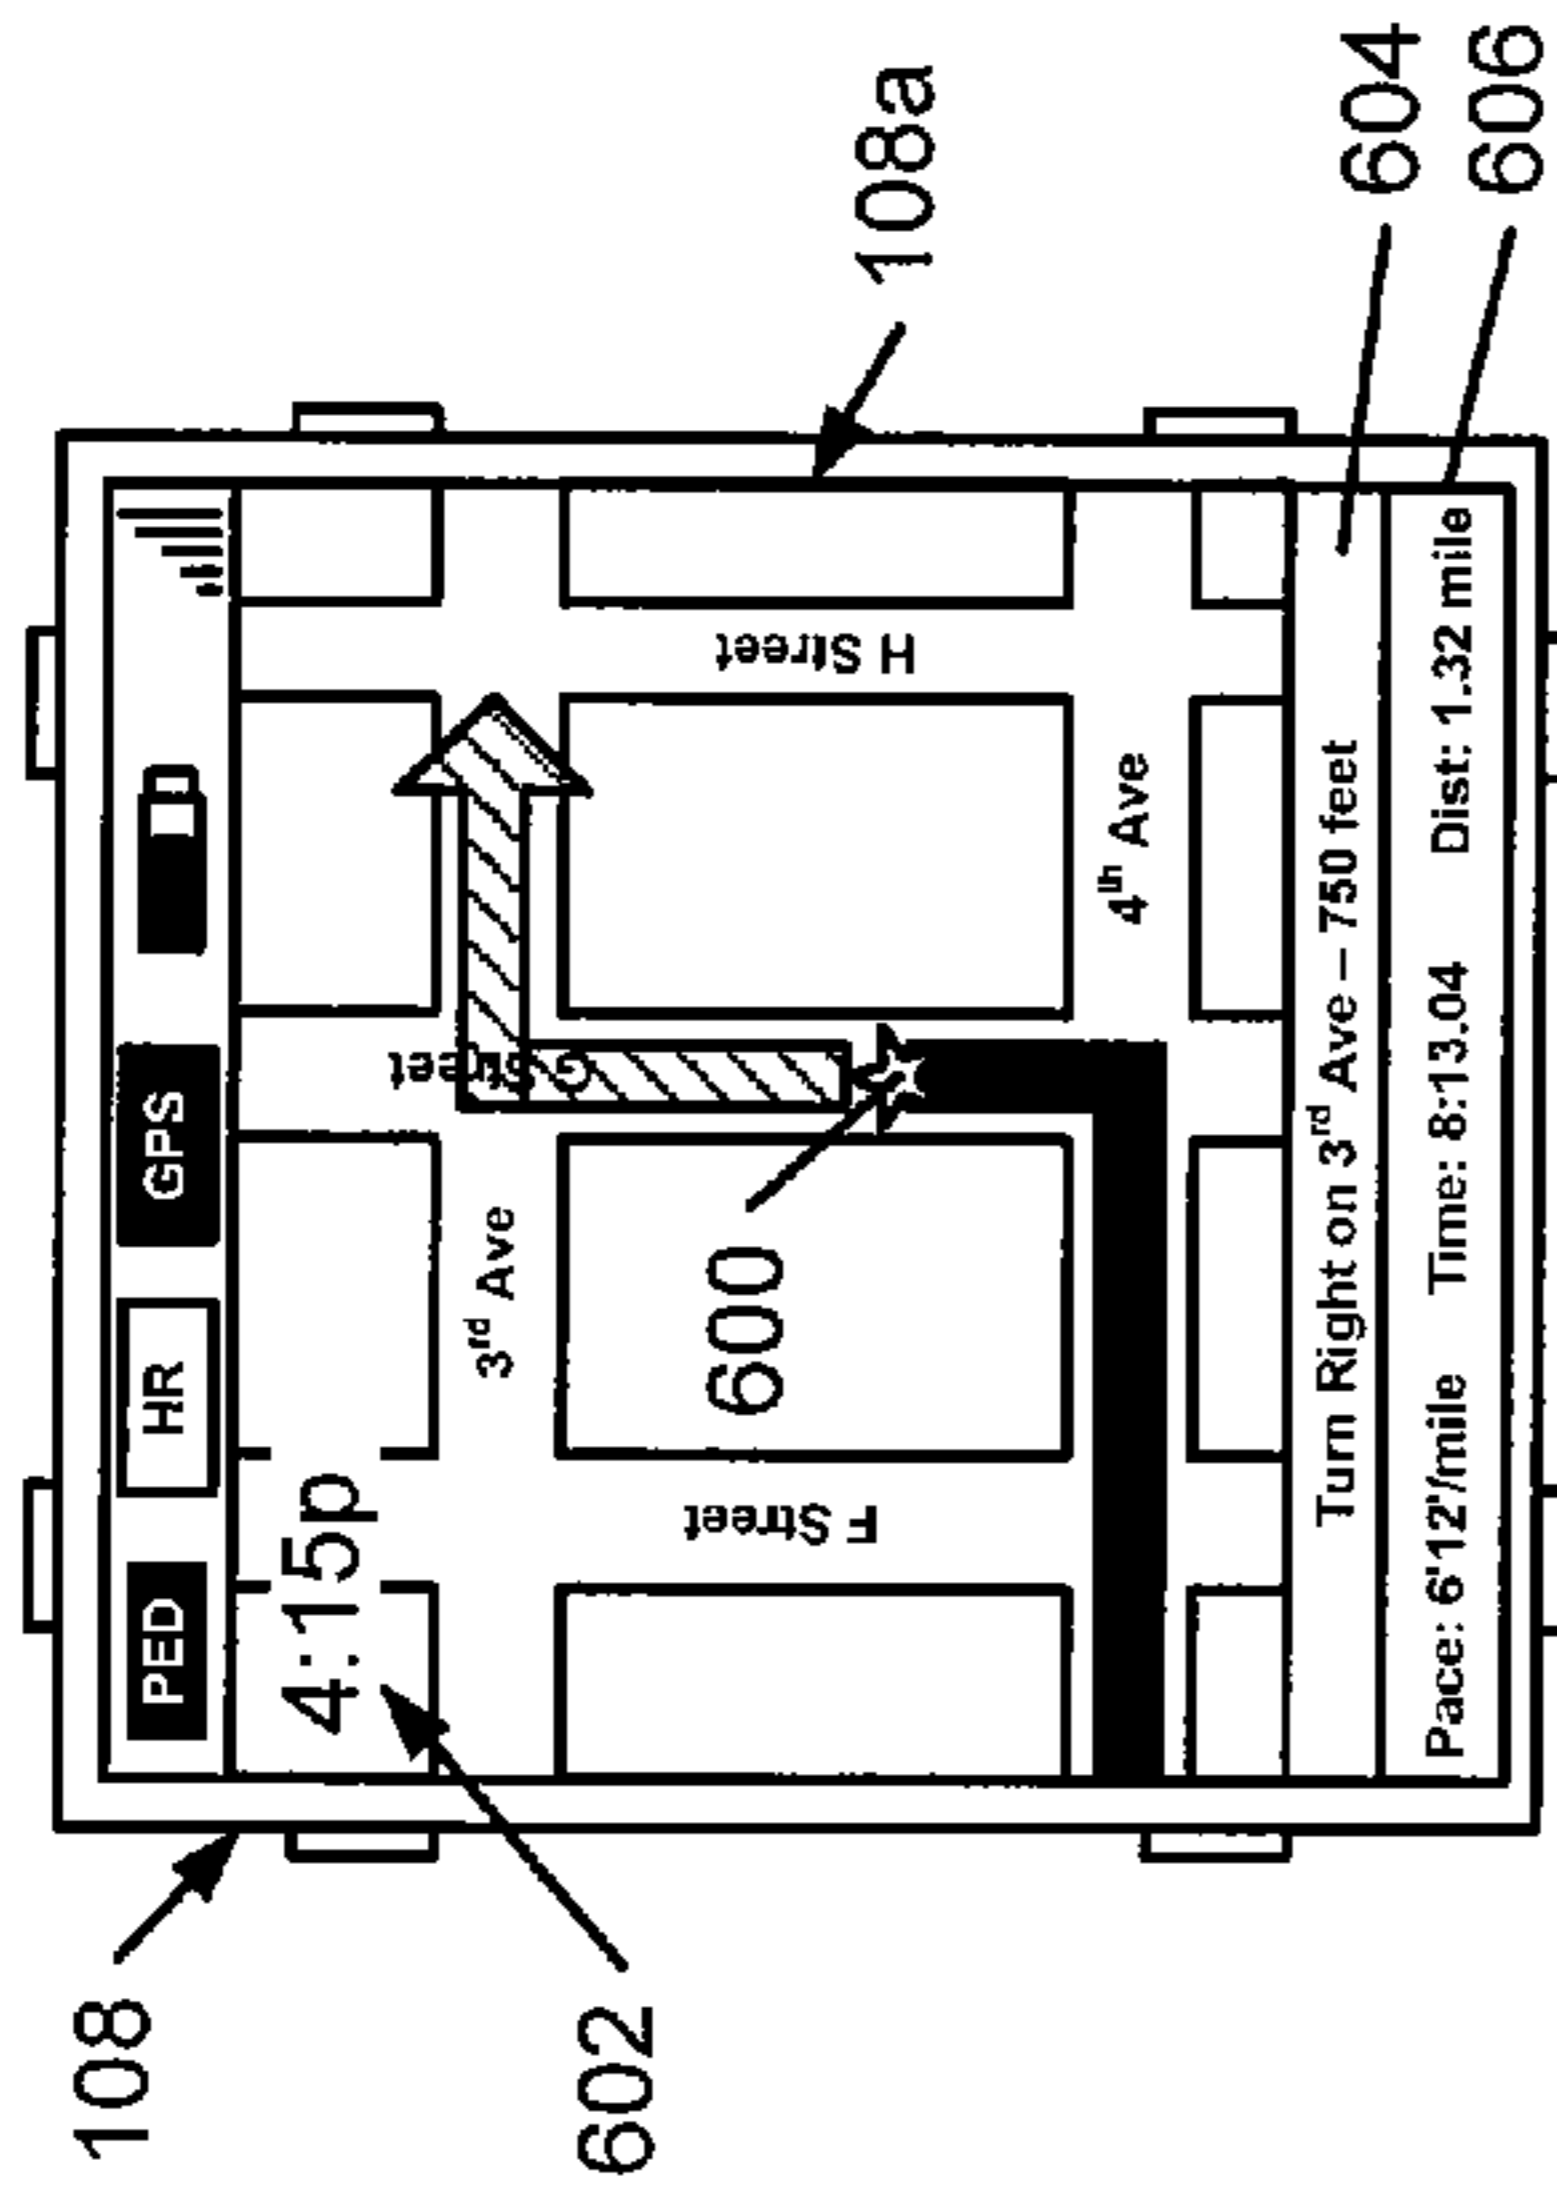 108
PED HR GPS
4:15p
602
3rd Ave
G Street
F Street
H Street
600
108a
4th Ave
Turn Right on 3rd Ave – 750 feet
604
Pace: 6'12'/mile Time: 8:13.04 Dist: 1.32 mile
606